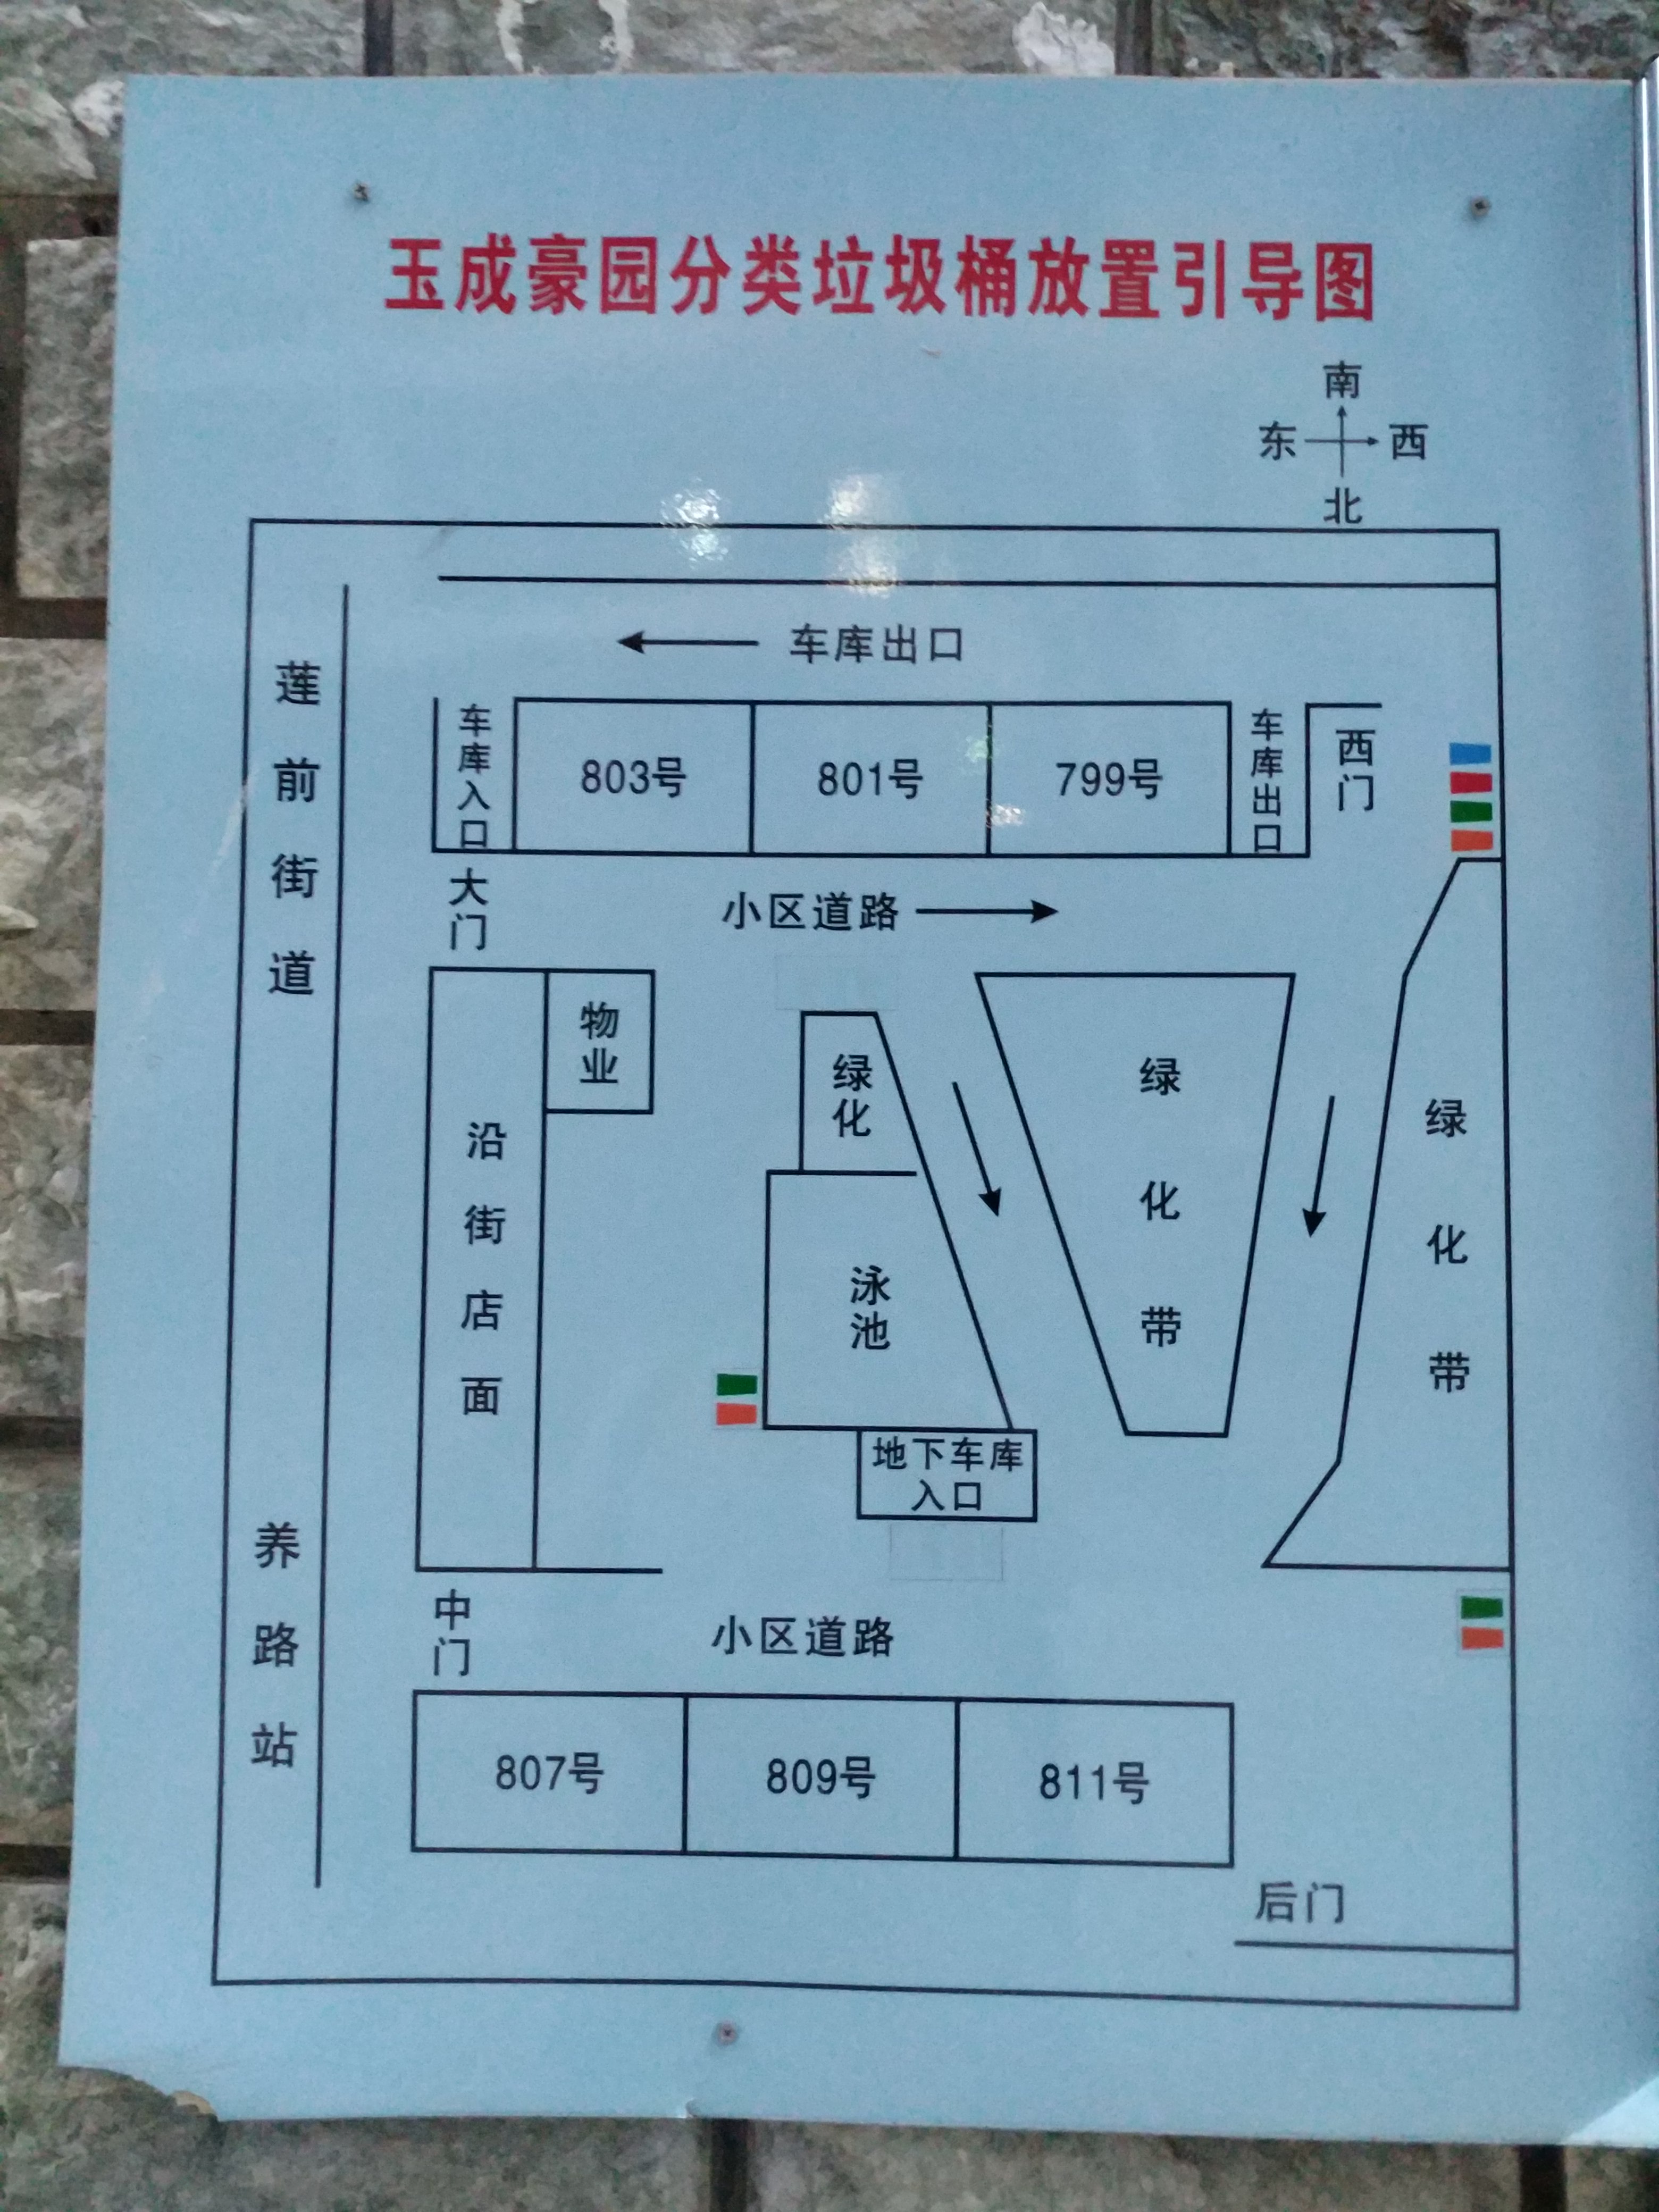 玉成豪园分类垃圾桶放置引导图
南
东 西
北
车库出口
莲前街道
车库入口
803号
801号
799号
车库出口
西门
大门
小区道路
物业
绿化
绿化带
绿化带
沿街店面
泳池
地下车库
入口
养路站
中门
小区道路
807号
809号
811号
后门